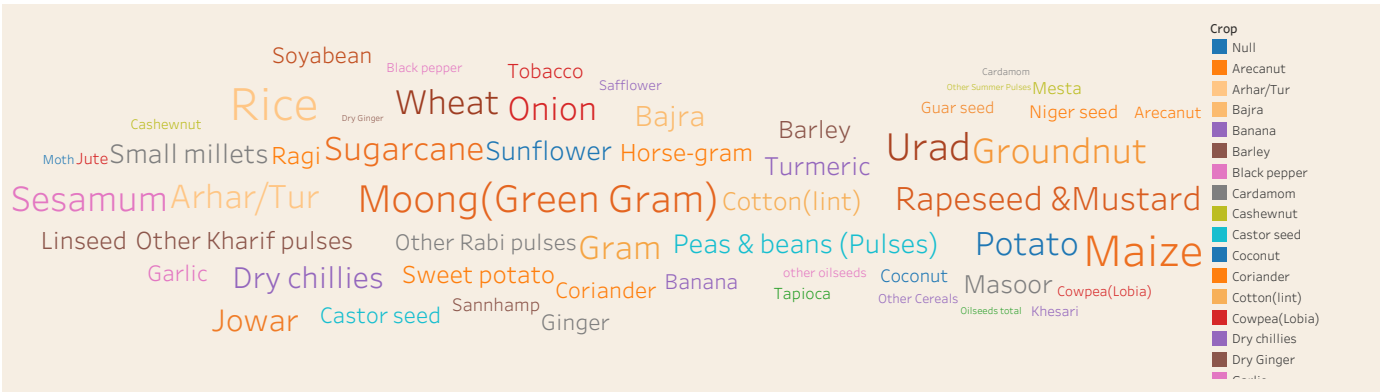 Soyabean
Black pepper
Tobacco
Safflower
Cardamom
Other Summer Pulses
Mesta
Rice
Dry Ginger
Wheat
Onion
Bajra
Guar seed
Niger seed
Arecanut
Cashewnut
Barley
Moth
Jute
Small millets
Ragi
Sugarcane
Sunflower
Horse-gram
Turmeric
Urad
Groundnut
Sesamum
Arhar/Tur
Moong(Green Gram)
Cotton(lint)
Rapeseed &Mustard
Linseed
Other Kharif pulses
Other Rabi pulses
Gram
Peas & beans (Pulses)
Potato
Maize
Garlic
Dry chillies
Sweet potato
Coriander
Banana
other oilseeds
Tapioca
Coconut
Other Cereals
Masoor
Cowpea(Lobia)
Jowar
Castor seed
Sannhamp
Ginger
Oilseeds total
Khesari
Crop
Null
Arecanut
Arhar/Tur
Bajra
Banana
Barley
Black pepper
Cardamom
Cashewnut
Castor seed
Coconut
Coriander
Cotton(lint)
Cowpea(Lobia)
Dry chillies
Dry Ginger
Garlic